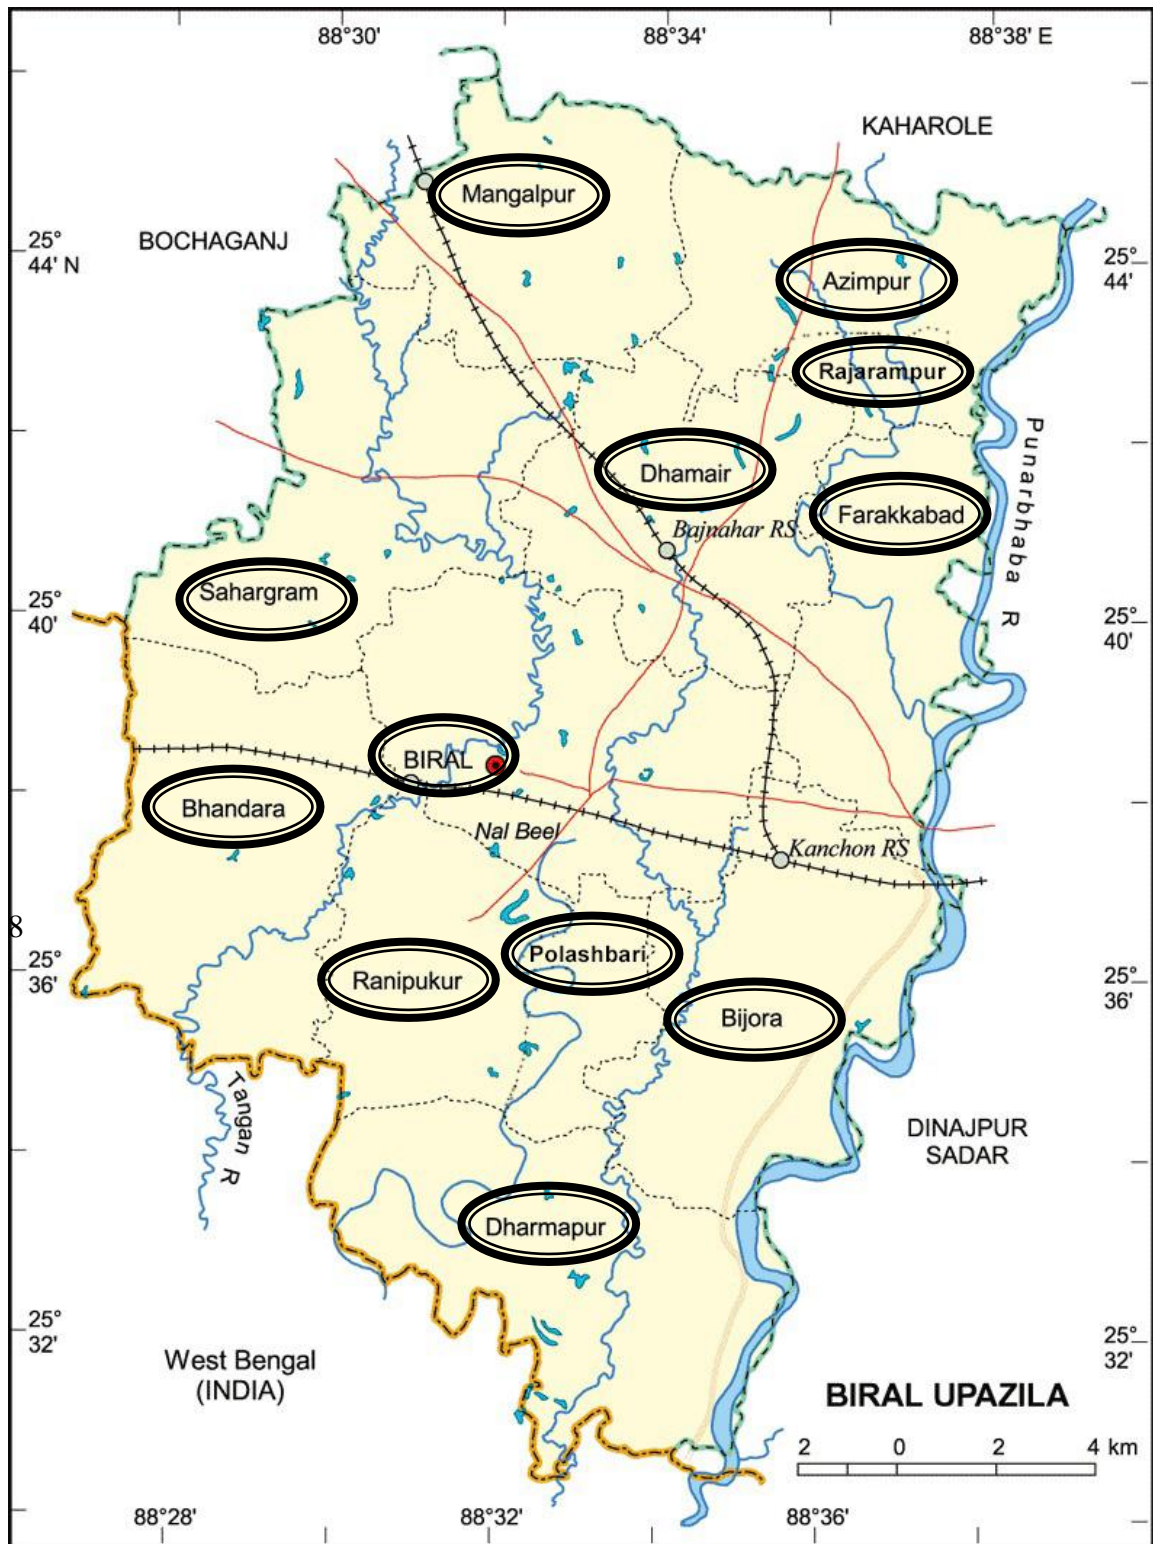 88°30'
88°34'
88°38' E
KAHAROLE
Mangalpur
BOCHAGANJ
25°
44' N
25°
44'
Azimpur
Rajarampur
Punarbhaba R
Dhamair
Farakkabad
Bajnahar RS
Sahargram
25°
40'
25°
40'
BIRAL
Bhandara
Nal Beel
Kanchon RS
8
25°
36'
Polashbari
Ranipukur
25°
36'
Bijora
Tangan R
DINAJPUR
SADAR
Dharmapur
25°
32'
25°
32'
West Bengal
(INDIA)
BIRAL UPAZILA
2 0 2 4 km
88°28'
88°32'
88°36'